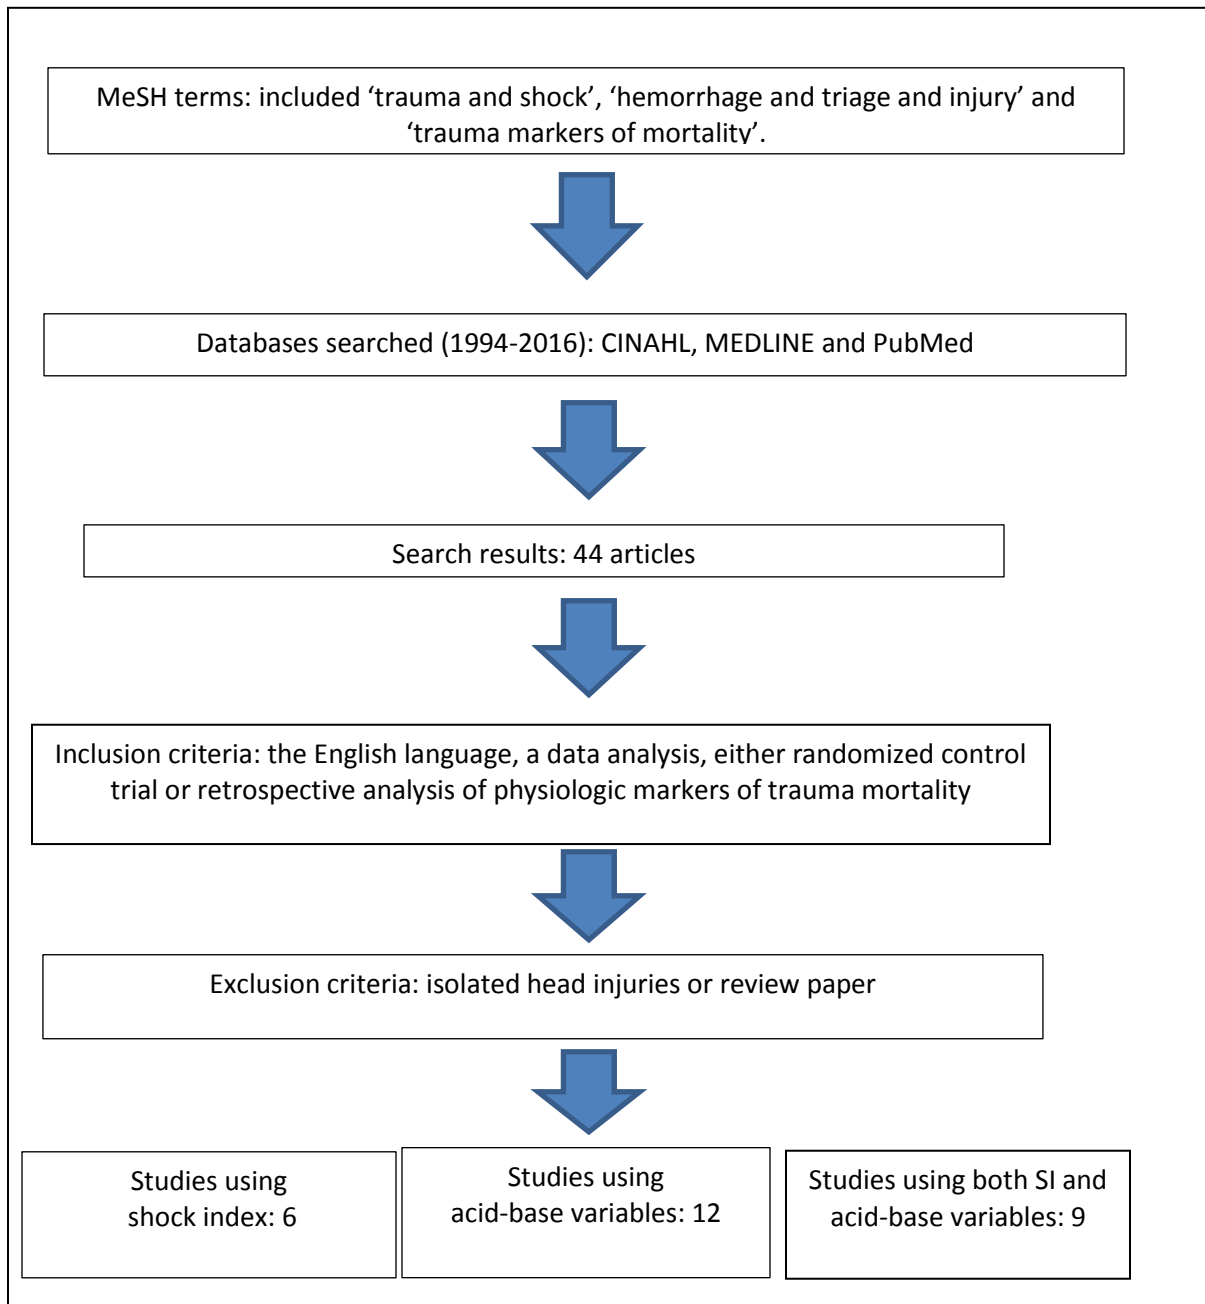 MeSH terms: included ‘trauma and shock’, ‘hemorrhage and triage and injury’ and
‘trauma markers of mortality’.
Databases searched (1994-2016): CINAHL, MEDLINE and PubMed
Search results: 44 articles
Inclusion criteria: the English language, a data analysis, either randomized control
trial or retrospective analysis of physiologic markers of trauma mortality
Exclusion criteria: isolated head injuries or review paper
Studies using
shock index: 6
Studies using
acid-base variables: 12
Studies using both SI and
acid-base variables: 9